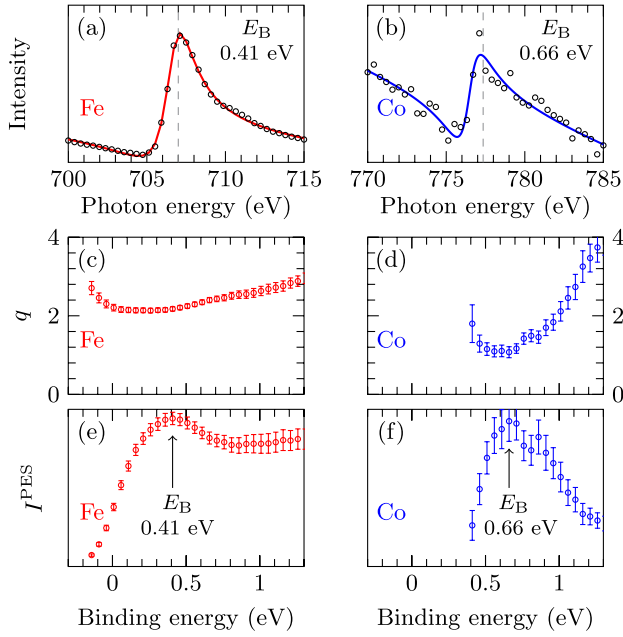 (a) E_B 0.41 eV
Fe
Intensity
700 705 710 715
Photon energy (eV)
(b) E_B 0.66 eV
Co
770 775 780 785
Photon energy (eV)
(c)
Fe
q
4
2
0
(d)
Co
4
2
0
(e)
Fe
I^PES
E_B
0.41 eV
0 0.5 1
Binding energy (eV)
(f)
Co
E_B
0.66 eV
0 0.5 1
Binding energy (eV)